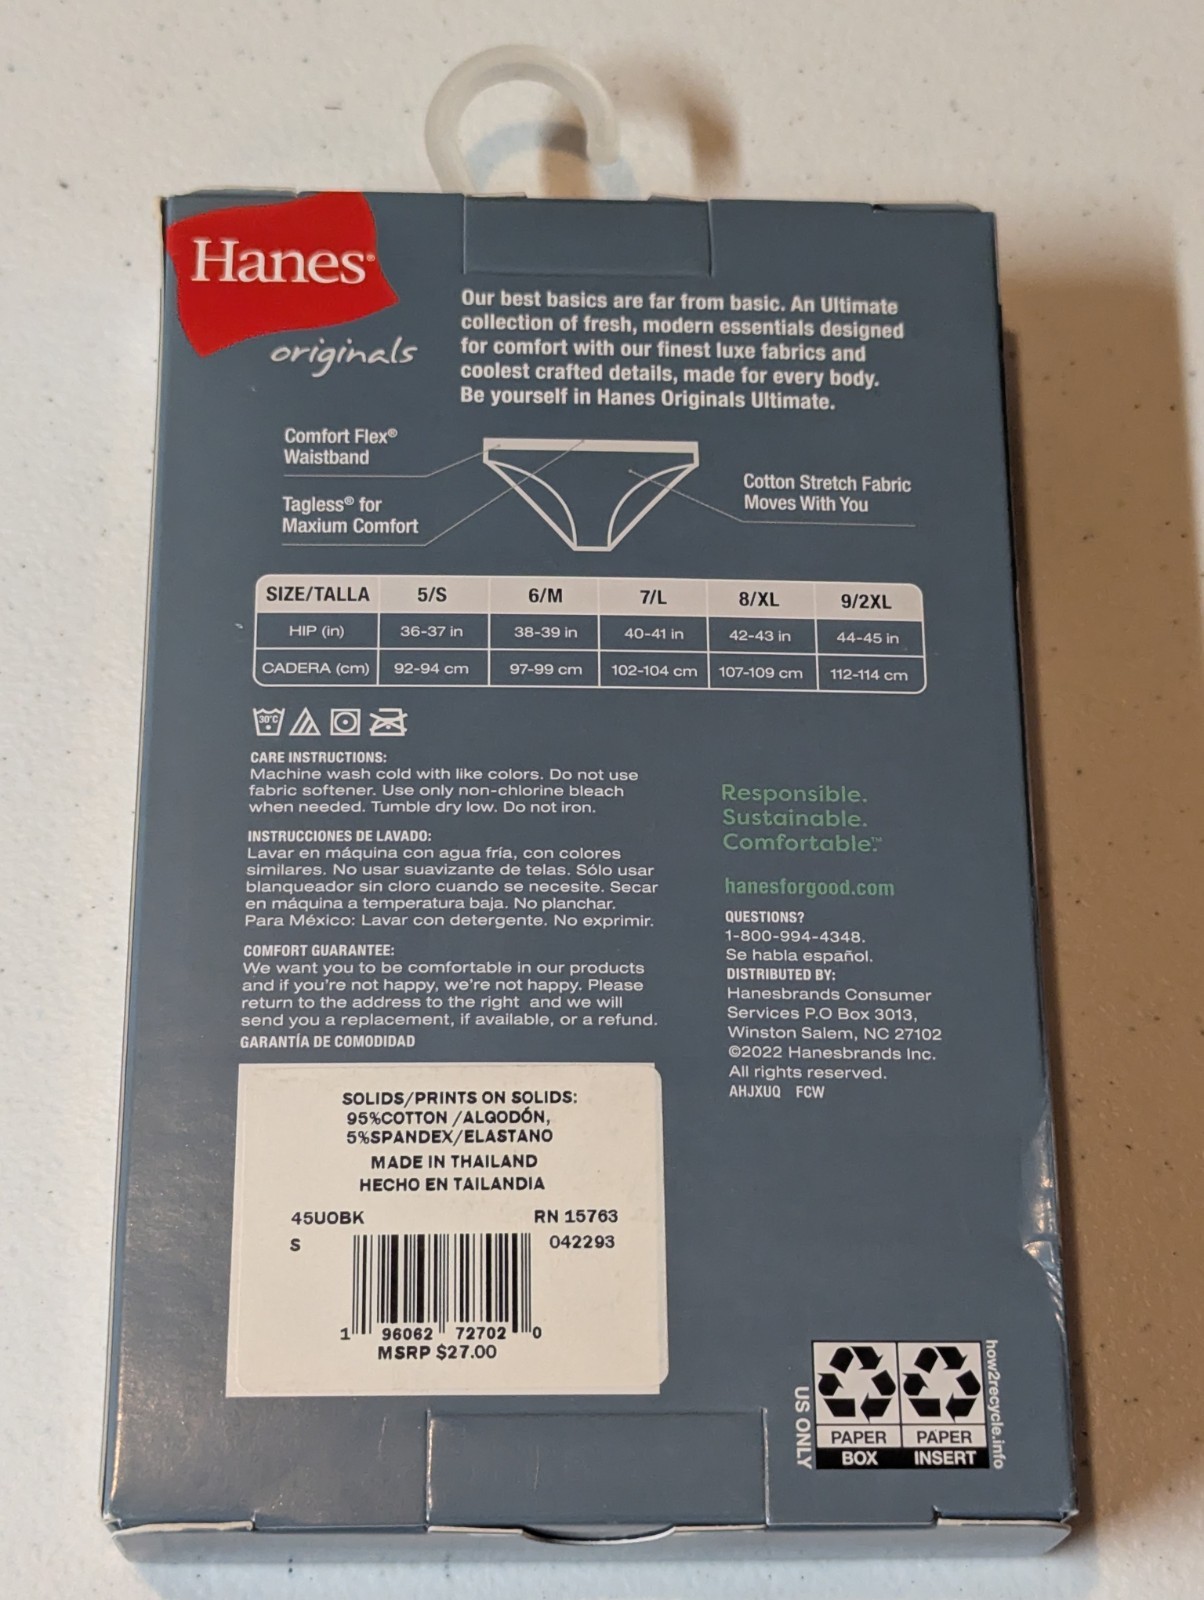 Hanes®
originals
Our best basics are far from basic. An Ultimate
collection of fresh, modern essentials designed
for comfort with our finest luxe fabrics and
coolest crafted details, made for every body.
Be yourself in Hanes Originals Ultimate.
Comfort Flex®
Waistband
Tagless® for
Maxium Comfort
Cotton Stretch Fabric
Moves With You
SIZE/TALLA 5/S 6/M 7/L 8/XL 9/2XL
HIP (in) 36-37 in 38-39 in 40-41 in 42-43 in 44-45 in
CADERA (cm) 92-94 cm 97-99 cm 102-104 cm 107-109 cm 112-114 cm
30°C
CARE INSTRUCTIONS:
Machine wash cold with like colors. Do not use
fabric softener. Use only non-chlorine bleach
when needed. Tumble dry low. Do not iron.
INSTRUCCIONES DE LAVADO:
Lavar en máquina con agua fría, con colores
similares. No usar suavizante de telas. Sólo usar
blanqueador sin cloro cuando se necesite. Secar
en máquina a temperatura baja. No planchar.
Para México: Lavar con detergente. No exprimir.
COMFORT GUARANTEE:
We want you to be comfortable in our products
and if you're not happy, we're not happy. Please
return to the address to the right and we will
send you a replacement, if available, or a refund.
GARANTÍA DE COMODIDAD
Responsible.
Sustainable.
Comfortable.™
hanesforgood.com
QUESTIONS?
1-800-994-4348.
Se habla español.
DISTRIBUTED BY:
Hanesbrands Consumer
Services P.O Box 3013,
Winston Salem, NC 27102
©2022 Hanesbrands Inc.
All rights reserved.
AHJXUQ FCW
SOLIDS/PRINTS ON SOLIDS:
95%COTTON /ALGODÓN,
5%SPANDEX/ELASTANO
MADE IN THAILAND
HECHO EN TAILANDIA
45UOBK RN 15763
S 042293
1 96062 72702 0
MSRP $27.00
US ONLY
PAPER PAPER
BOX INSERT
how2recycle.info